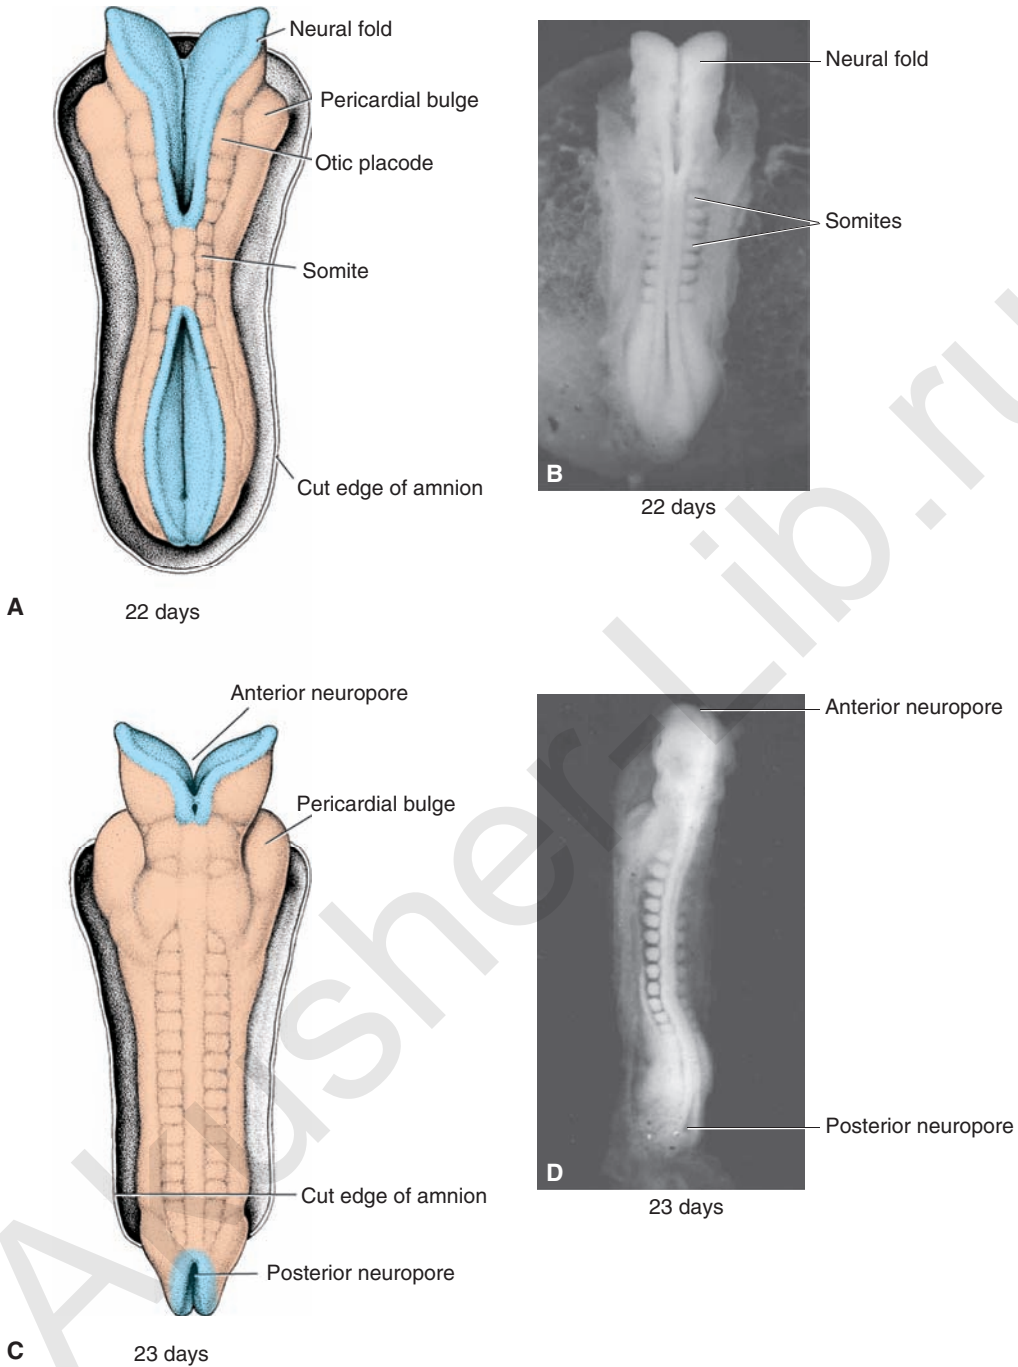 Neural fold
Pericardial bulge
Otic placode
Somite
Cut edge of amnion
A
22 days
Neural fold
Somites
B
22 days
Anterior neuropore
Pericardial bulge
Cut edge of amnion
Posterior neuropore
C
23 days
Anterior neuropore
Posterior neuropore
D
23 days
Akusher-Lib.ru